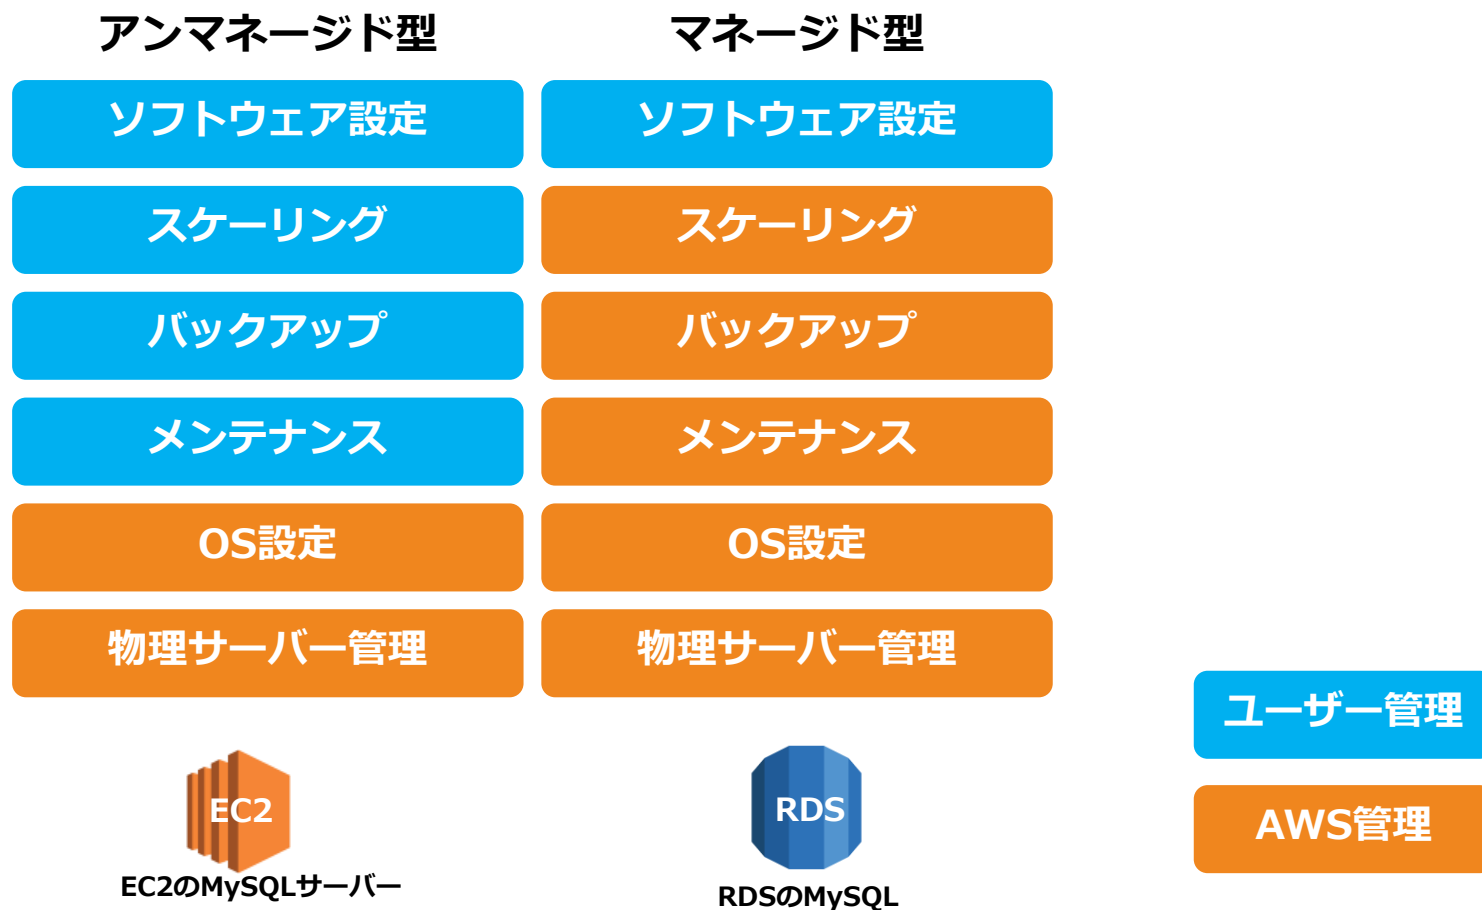 アンマネージド型
マネージド型
ソフトウェア設定
ソフトウェア設定
スケーリング
スケーリング
バックアップ
バックアップ
メンテナンス
メンテナンス
OS設定
OS設定
物理サーバー管理
物理サーバー管理
ユーザー管理
EC2
RDS
AWS管理
EC2のMySQLサーバー
RDSのMySQL